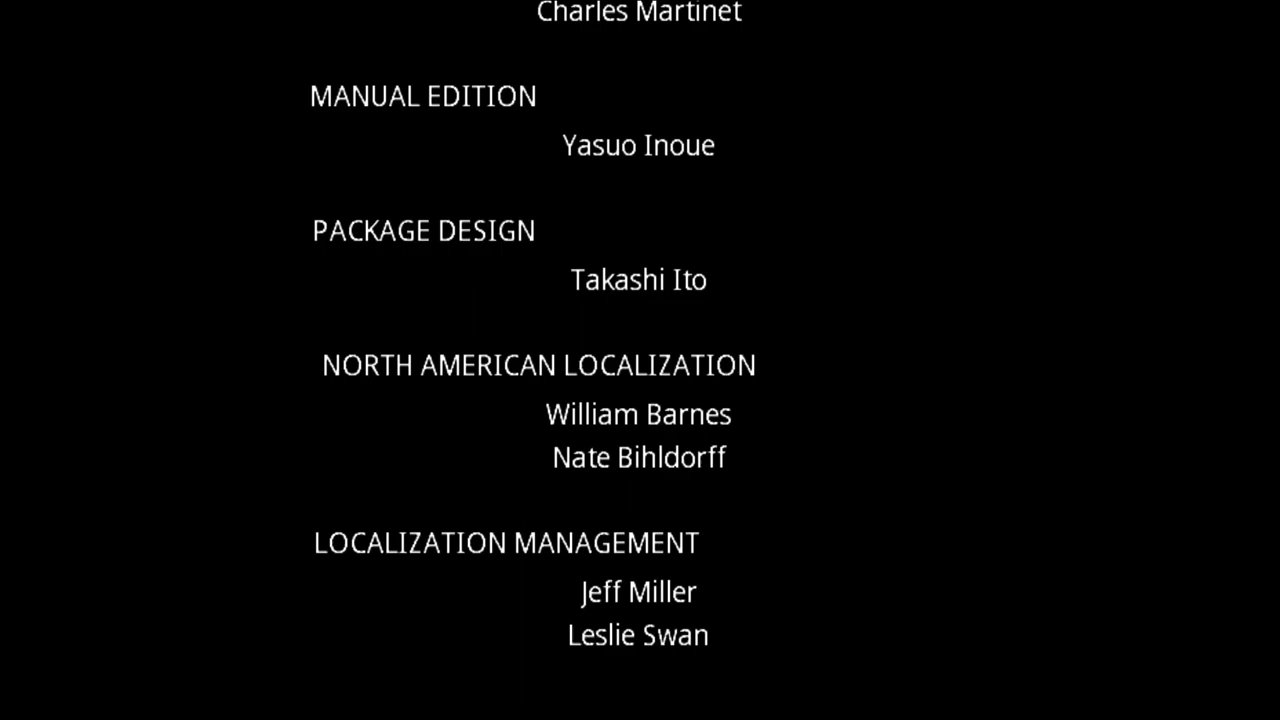 Charles Martinet
MANUAL EDITION
Yasuo Inoue
PACKAGE DESIGN
Takashi Ito
NORTH AMERICAN LOCALIZATION
William Barnes
Nate Bihldorff
LOCALIZATION MANAGEMENT
Jeff Miller
Leslie Swan